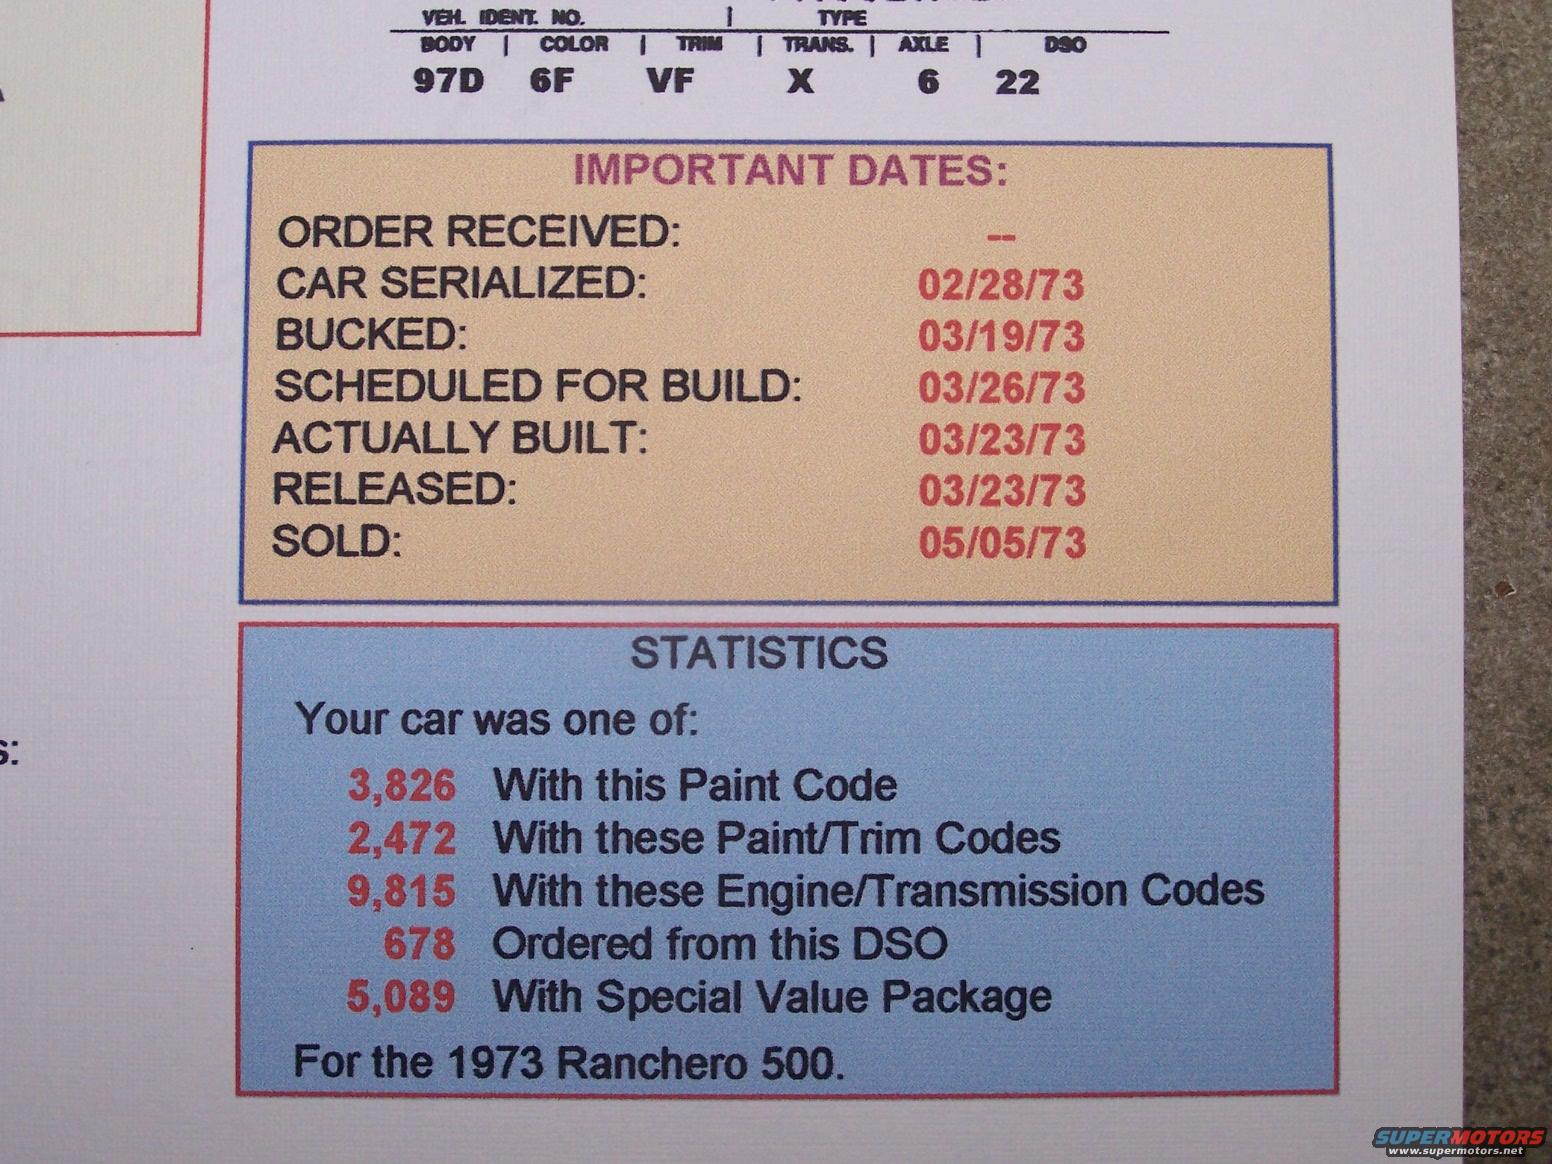 VEH. IDENT. NO. | TYPE
BODY | COLOR | TRIM | TRANS. | AXLE | DSO
97D 6F VF X 6 22
IMPORTANT DATES:
ORDER RECEIVED: --
CAR SERIALIZED: 02/28/73
BUCKED: 03/19/73
SCHEDULED FOR BUILD: 03/26/73
ACTUALLY BUILT: 03/23/73
RELEASED: 03/23/73
SOLD: 05/05/73
STATISTICS
Your car was one of:
3,826 With this Paint Code
2,472 With these Paint/Trim Codes
9,815 With these Engine/Transmission Codes
678 Ordered from this DSO
5,089 With Special Value Package
For the 1973 Ranchero 500.
SUPERMOTORS
www.supermotors.net